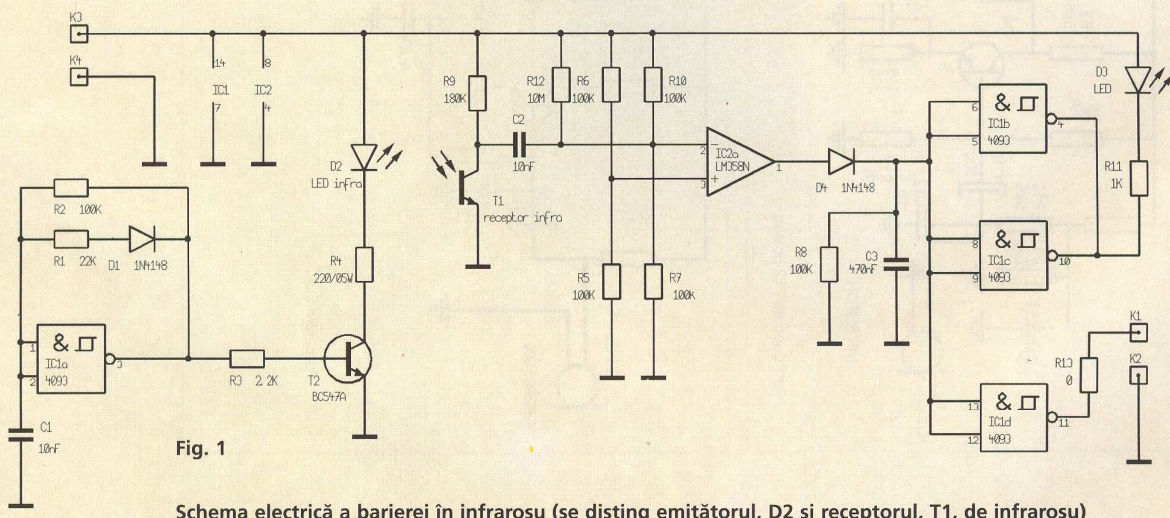 K3
K4
14
IC1
7
8
IC2
4
D2
LED infra
R9
180K
C2
10nF
R12
10M
R6
100K
R10
100K
2
3
IC2a
LM358N
1
D4 1N4148
6
5
IC1b
4093
4
D3
LED
R11
1K
R2 100K
R1 22K D1 1N4148
T1
receptor infra
R4
220/05W
R5
100K
R7
100K
R8
100K
C3
470nF
8
9
IC1c
4093
10
&
&
&
&
1
2
IC1a
4093
3
R3 2,2K
T2
BC547A
C1
10nF
13
12
IC1d
4093
11
R13
0
K1
K2
Fig. 1
Schema electrică a barierei în infraroșu (se disting emițătorul, D2 și receptorul, T1, de infraroșu)